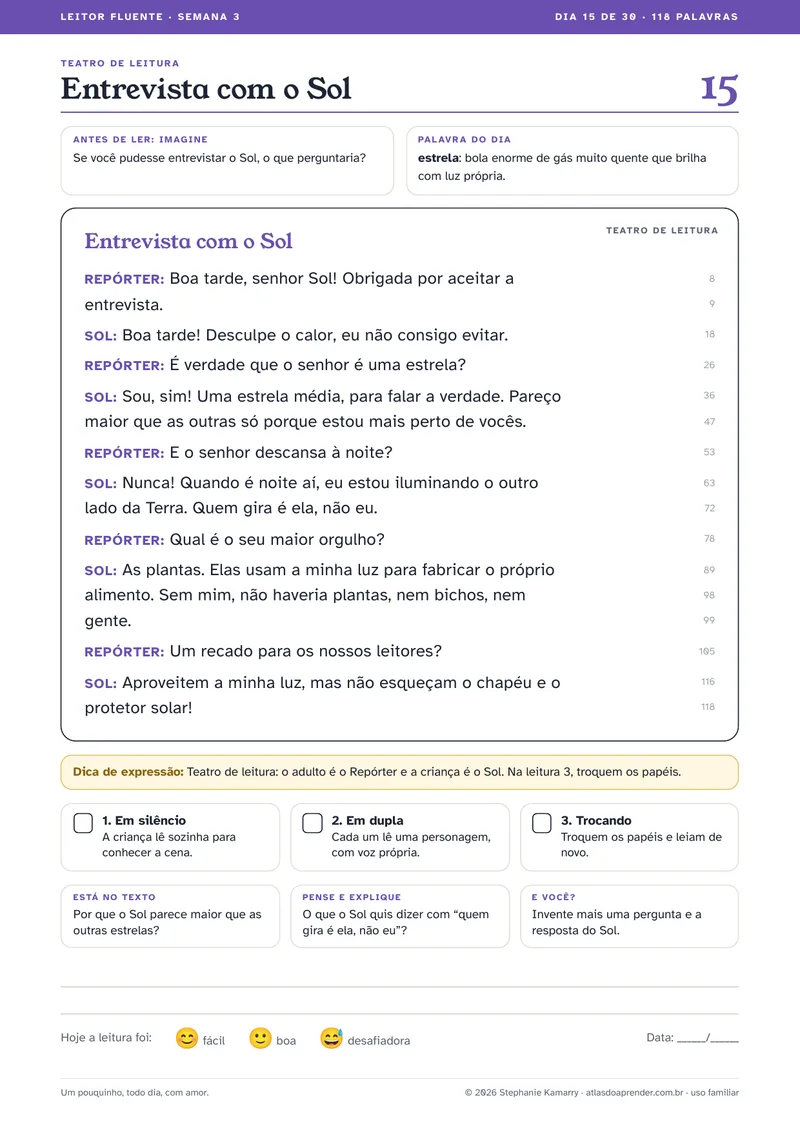 LEITOR FLUENTE · SEMANA 3
DIA 15 DE 30 · 118 PALAVRAS
TEATRO DE LEITURA
Entrevista com o Sol
15
ANTES DE LER: IMAGINE
Se você pudesse entrevistar o Sol, o que perguntaria?
PALAVRA DO DIA
estrela: bola enorme de gás muito quente que brilha
com luz própria.
Entrevista com o Sol
TEATRO DE LEITURA
REPÓRTER: Boa tarde, senhor Sol! Obrigada por aceitar a 8
entrevista. 9
SOL: Boa tarde! Desculpe o calor, eu não consigo evitar. 18
REPÓRTER: É verdade que o senhor é uma estrela? 26
SOL: Sou, sim! Uma estrela média, para falar a verdade. Pareço 36
maior que as outras só porque estou mais perto de vocês. 47
REPÓRTER: E o senhor descansa à noite? 53
SOL: Nunca! Quando é noite aí, eu estou iluminando o outro 63
lado da Terra. Quem gira é ela, não eu. 72
REPÓRTER: Qual é o seu maior orgulho? 78
SOL: As plantas. Elas usam a minha luz para fabricar o próprio 89
alimento. Sem mim, não haveria plantas, nem bichos, nem 98
gente. 99
REPÓRTER: Um recado para os nossos leitores? 105
SOL: Aproveitem a minha luz, mas não esqueçam o chapéu e o 116
protetor solar! 118
Dica de expressão: Teatro de leitura: o adulto é o Repórter e a criança é o Sol. Na leitura 3, troquem os papéis.
1. Em silêncio
A criança lê sozinha para
conhecer a cena.
2. Em dupla
Cada um lê uma personagem,
com voz própria.
3. Trocando
Troquem os papéis e leiam de
novo.
ESTÁ NO TEXTO
Por que o Sol parece maior que as
outras estrelas?
PENSE E EXPLIQUE
O que o Sol quis dizer com “quem
gira é ela, não eu”?
E VOCÊ?
Invente mais uma pergunta e a
resposta do Sol.
Hoje a leitura foi: 😊 fácil 🙂 boa 😅 desafiadora Data: ______/______
Um pouquinho, todo dia, com amor.
© 2026 Stephanie Kamarry · atlasdoaprender.com.br · uso familiar